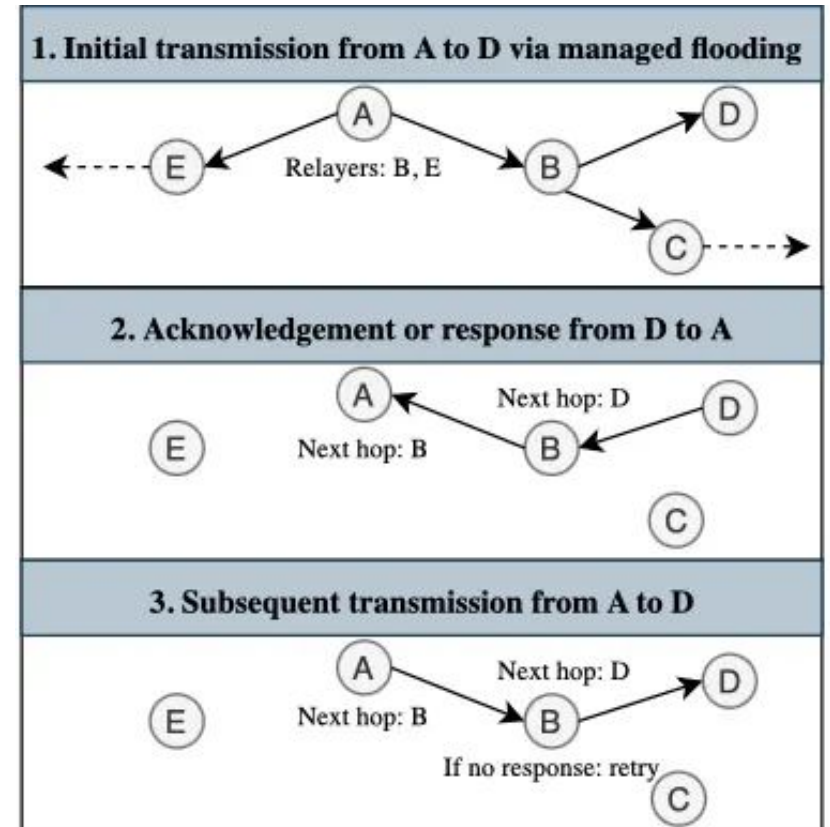 1. Initial transmission from A to D via managed flooding
A
D
E
Relayers: B, E
B
C
2. Acknowledgement or response from D to A
A
Next hop: D
D
E
Next hop: B
B
C
3. Subsequent transmission from A to D
A
Next hop: D
D
E
Next hop: B
B
If no response: retry
C